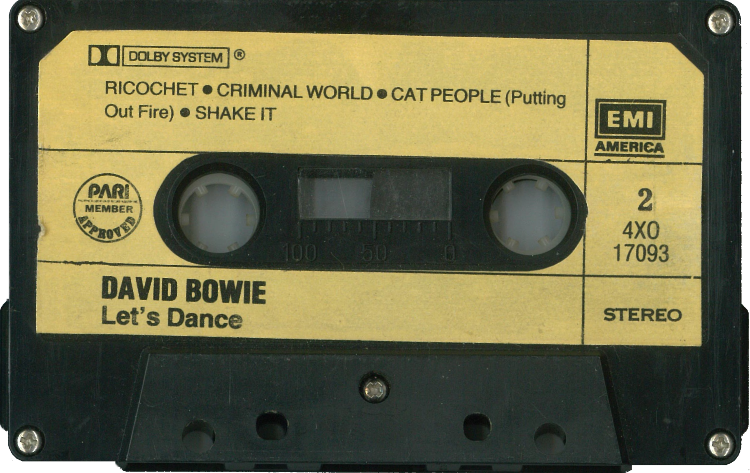 DOLBY SYSTEM ®
RICOCHET ● CRIMINAL WORLD ● CAT PEOPLE (Putting
Out Fire) ● SHAKE IT
EMI
AMERICA
PARI
MEMBER
APPROVED
100 50 0
2
4XO
17093
DAVID BOWIE
Let's Dance
STEREO